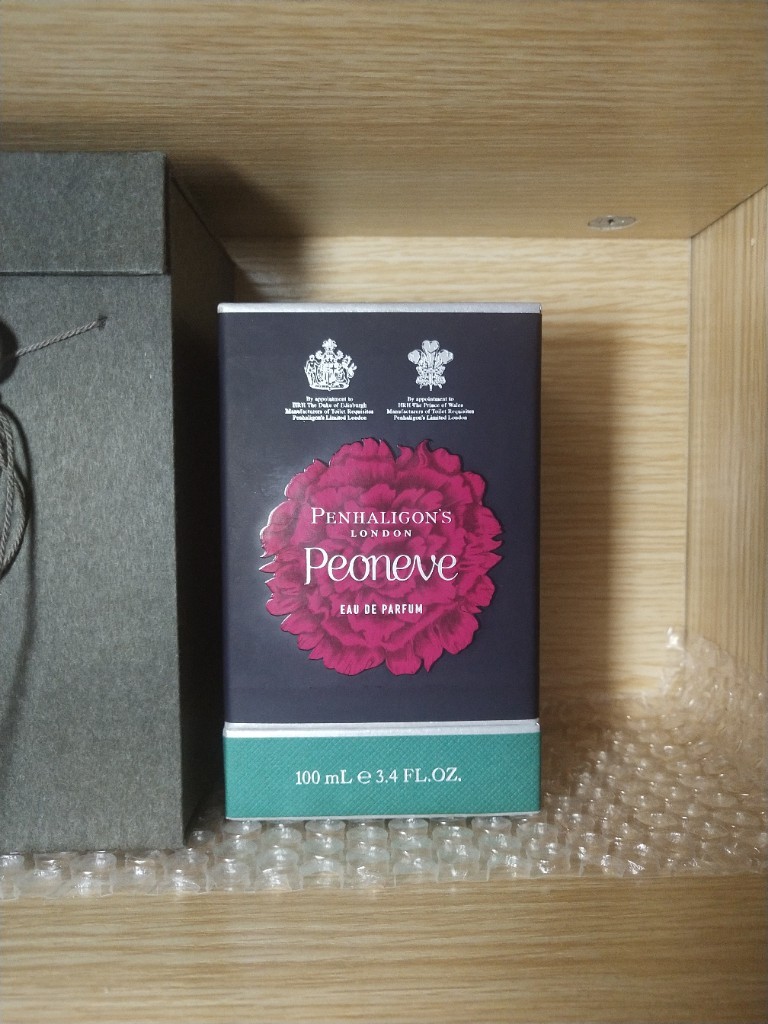 By appointment to
HRH The Duke of Edinburgh
Manufacturers of Toilet Requisites
Penhaligon's Limited London
By appointment to
HRH The Prince of Wales
Manufacturers of Toilet Requisites
Penhaligon's Limited London
PENHALIGON'S
LONDON
Peoneve
EAU DE PARFUM
100 mL ℮ 3.4 FL.OZ.